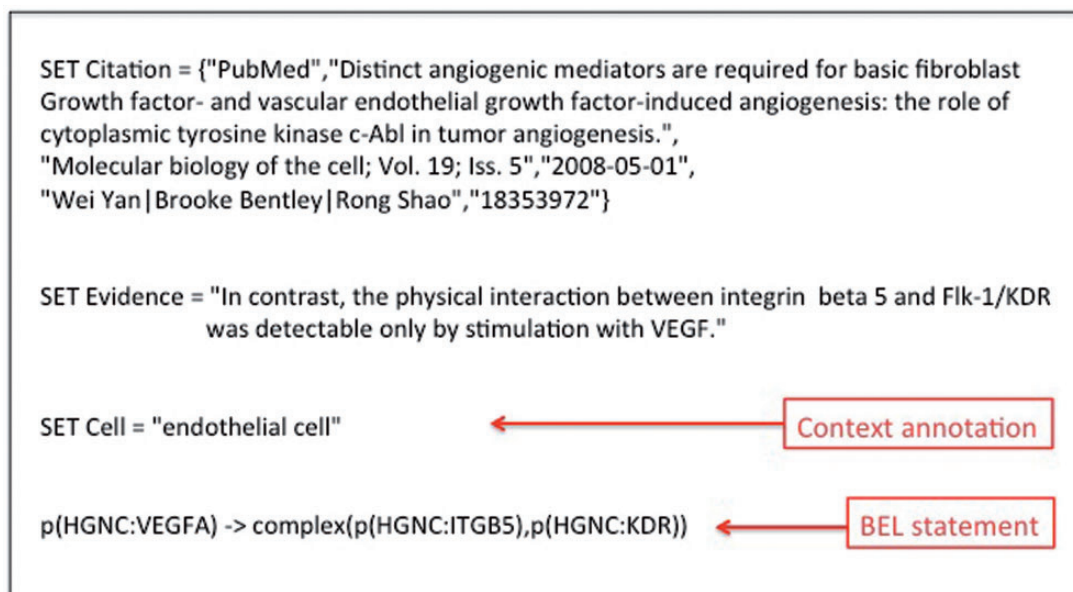 SET Citation = {"PubMed","Distinct angiogenic mediators are required for basic fibroblast
Growth factor- and vascular endothelial growth factor-induced angiogenesis: the role of
cytoplasmic tyrosine kinase c-Abl in tumor angiogenesis.",
"Molecular biology of the cell; Vol. 19; Iss. 5","2008-05-01",
"Wei Yan|Brooke Bentley|Rong Shao","18353972"}
SET Evidence = "In contrast, the physical interaction between integrin beta 5 and Flk-1/KDR
was detectable only by stimulation with VEGF."
SET Cell = "endothelial cell"
Context annotation
p(HGNC:VEGFA) -> complex(p(HGNC:ITGB5),p(HGNC:KDR))
BEL statement